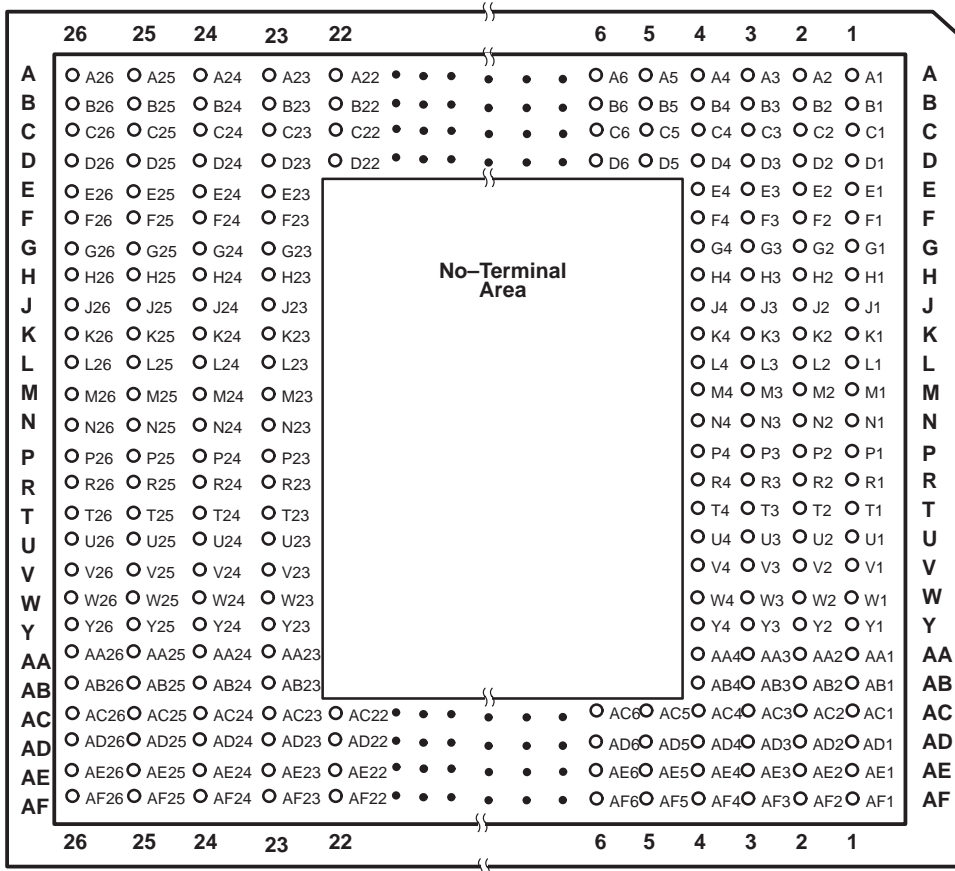 26 25 24 23 22 6 5 4 3 2 1
A A26 A25 A24 A23 A22 A6 A5 A4 A3 A2 A1 A
B B26 B25 B24 B23 B22 B6 B5 B4 B3 B2 B1 B
C C26 C25 C24 C23 C22 C6 C5 C4 C3 C2 C1 C
D D26 D25 D24 D23 D22 D6 D5 D4 D3 D2 D1 D
E E26 E25 E24 E23 E4 E3 E2 E1 E
F F26 F25 F24 F23 F4 F3 F2 F1 F
G G26 G25 G24 G23 G4 G3 G2 G1 G
No–Terminal
H H26 H25 H24 H23 H4 H3 H2 H1 H
Area
J J26 J25 J24 J23 J4 J3 J2 J1 J
K K26 K25 K24 K23 K4 K3 K2 K1 K
L L26 L25 L24 L23 L4 L3 L2 L1 L
M M26 M25 M24 M23 M4 M3 M2 M1 M
N N26 N25 N24 N23 N4 N3 N2 N1 N
P P26 P25 P24 P23 P4 P3 P2 P1 P
R R26 R25 R24 R23 R4 R3 R2 R1 R
T T26 T25 T24 T23 T4 T3 T2 T1 T
U U26 U25 U24 U23 U4 U3 U2 U1 U
V V26 V25 V24 V23 V4 V3 V2 V1 V
W W26 W25 W24 W23 W4 W3 W2 W1 W
Y Y26 Y25 Y24 Y23 Y4 Y3 Y2 Y1 Y
AA AA26 AA25 AA24 AA23 AA4 AA3 AA2 AA1 AA
AB AB26 AB25 AB24 AB23 AB4 AB3 AB2 AB1 AB
AC AC26 AC25 AC24 AC23 AC22 AC6 AC5 AC4 AC3 AC2 AC1 AC
AD AD26 AD25 AD24 AD23 AD22 AD6 AD5 AD4 AD3 AD2 AD1 AD
AE AE26 AE25 AE24 AE23 AE22 AE6 AE5 AE4 AE3 AE2 AE1 AE
AF AF26 AF25 AF24 AF23 AF22 AF6 AF5 AF4 AF3 AF2 AF1 AF
26 25 24 23 22 6 5 4 3 2 1